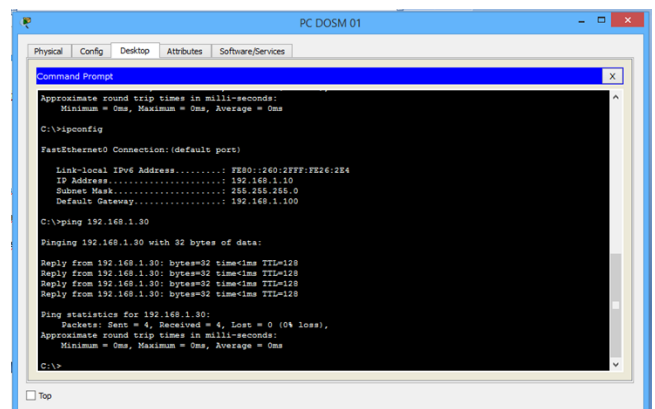 PC DOSM 01
Physical Config Desktop Attributes Software/Services
Command Prompt X
Approximate round trip times in milli-seconds:
Minimum = 0ms, Maximum = 0ms, Average = 0ms
C:\>ipconfig
FastEthernet0 Connection:(default port)
Link-local IPv6 Address.........: FE80::260:2FFF:FE26:2E4
IP Address......................: 192.168.1.10
Subnet Mask.....................: 255.255.255.0
Default Gateway.................: 192.168.1.100
C:\>ping 192.168.1.30
Pinging 192.168.1.30 with 32 bytes of data:
Reply from 192.168.1.30: bytes=32 time<1ms TTL=128
Reply from 192.168.1.30: bytes=32 time<1ms TTL=128
Reply from 192.168.1.30: bytes=32 time<1ms TTL=128
Reply from 192.168.1.30: bytes=32 time<1ms TTL=128
Ping statistics for 192.168.1.30:
Packets: Sent = 4, Received = 4, Lost = 0 (0% loss),
Approximate round trip times in milli-seconds:
Minimum = 0ms, Maximum = 0ms, Average = 0ms
C:\>
Top